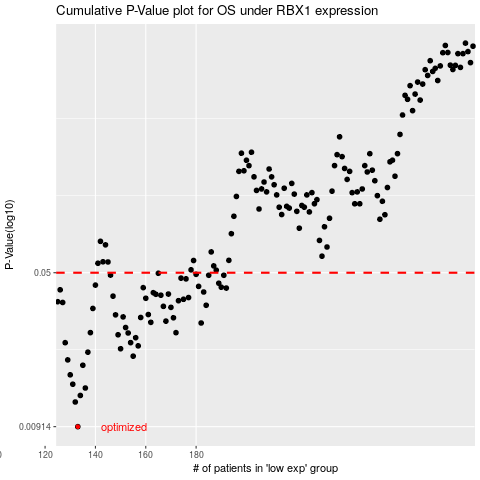 Cumulative P-Value plot for OS under RBX1 expression
P-Value(log10)
0.05
0.00914
optimized
0 120 140 160 180
# of patients in 'low exp' group